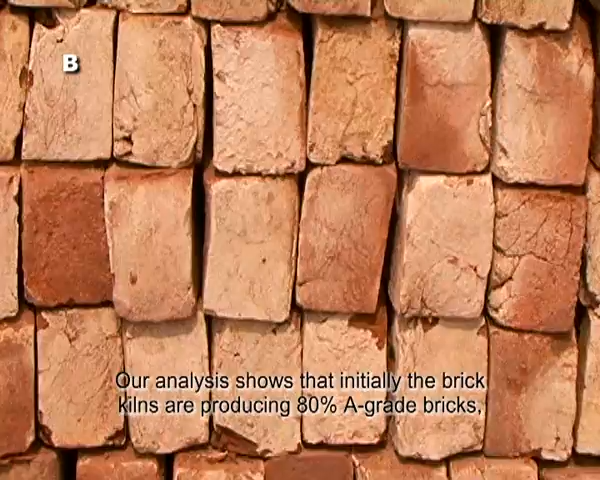 B
Our analysis shows that initially the brick
kilns are producing 80% A-grade bricks,